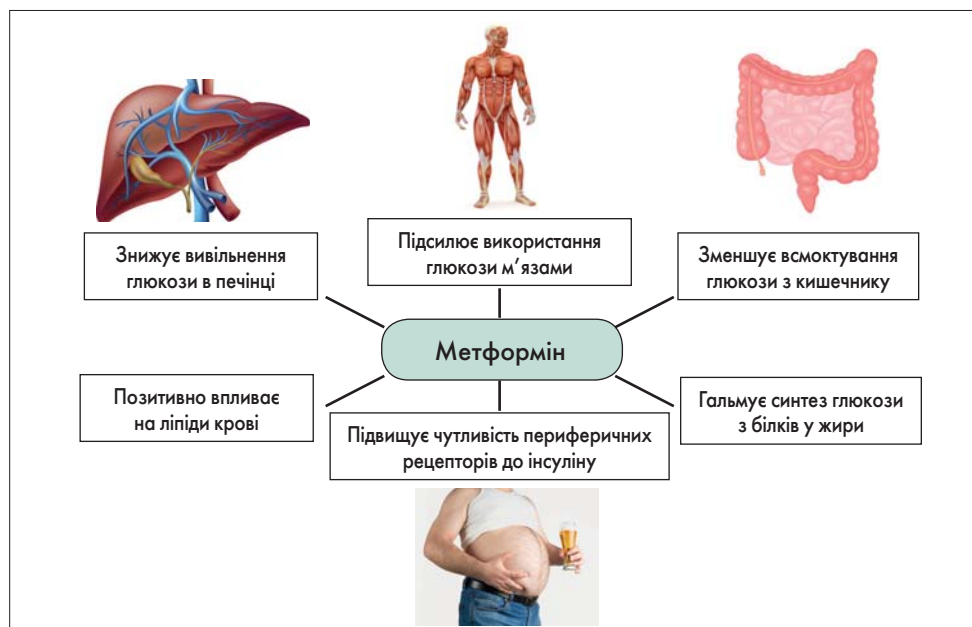 Знижує вивільнення
глюкози в печінці
Підсилює використання
глюкози м’язами
Зменшує всмоктування
глюкози з кишечнику
Метформін
Позитивно впливає
на ліпіди крові
Підвищує чутливість периферичних
рецепторів до інсуліну
Гальмує синтез глюкози
з білків у жири